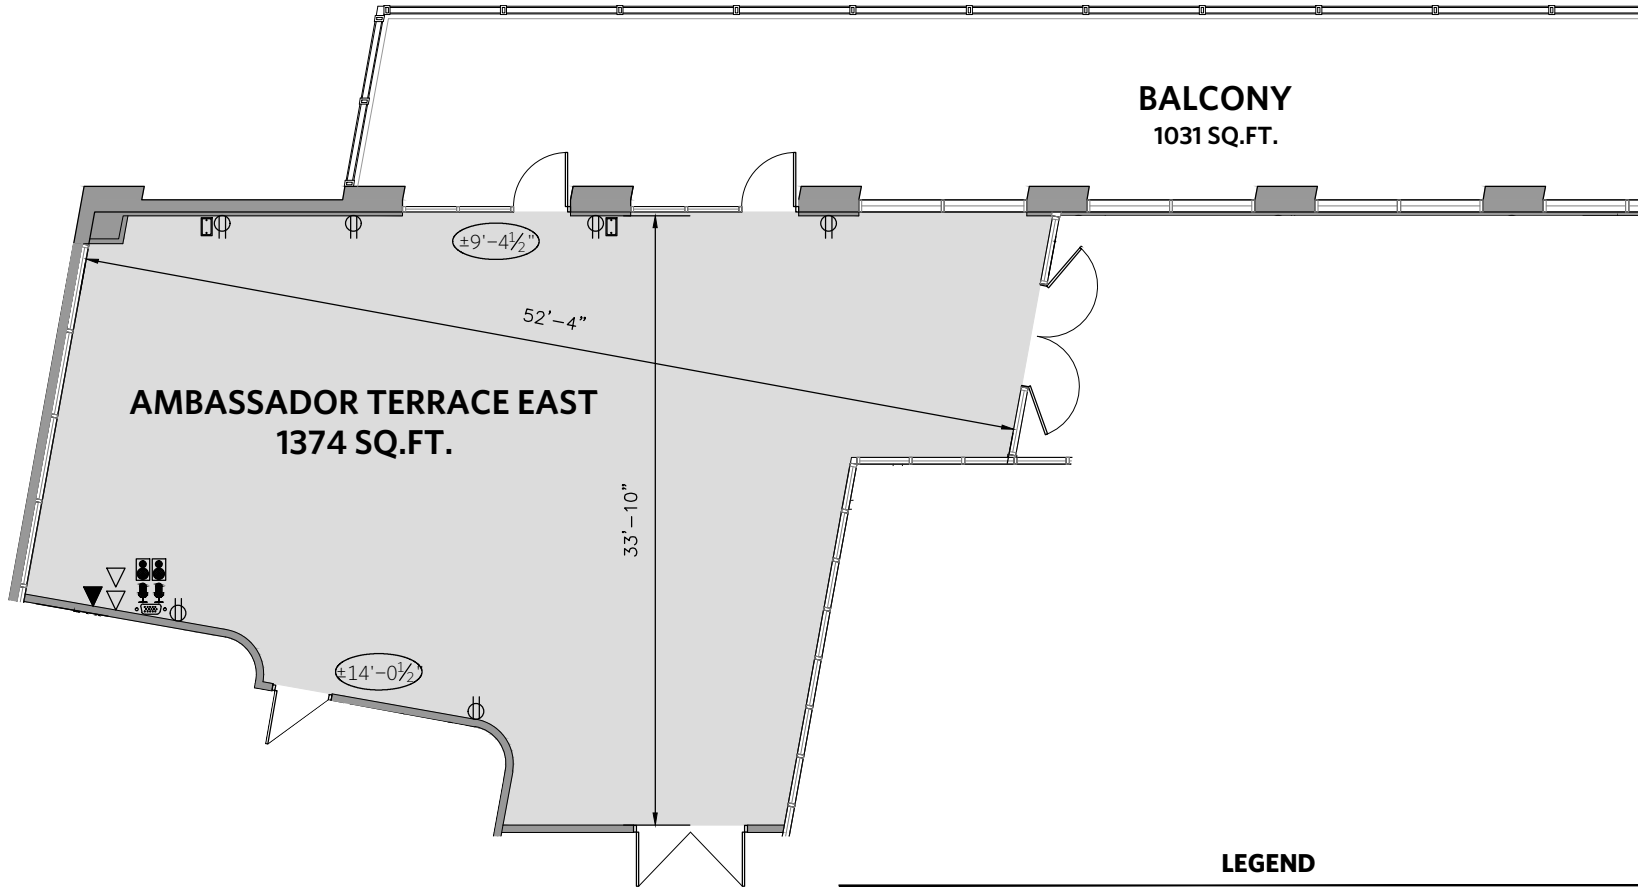 BALCONY
1031 SQ.FT.
±9'-4½"
52'-4"
AMBASSADOR TERRACE EAST
1374 SQ.FT.
33'-10"
±14'-0½"
LEGEND